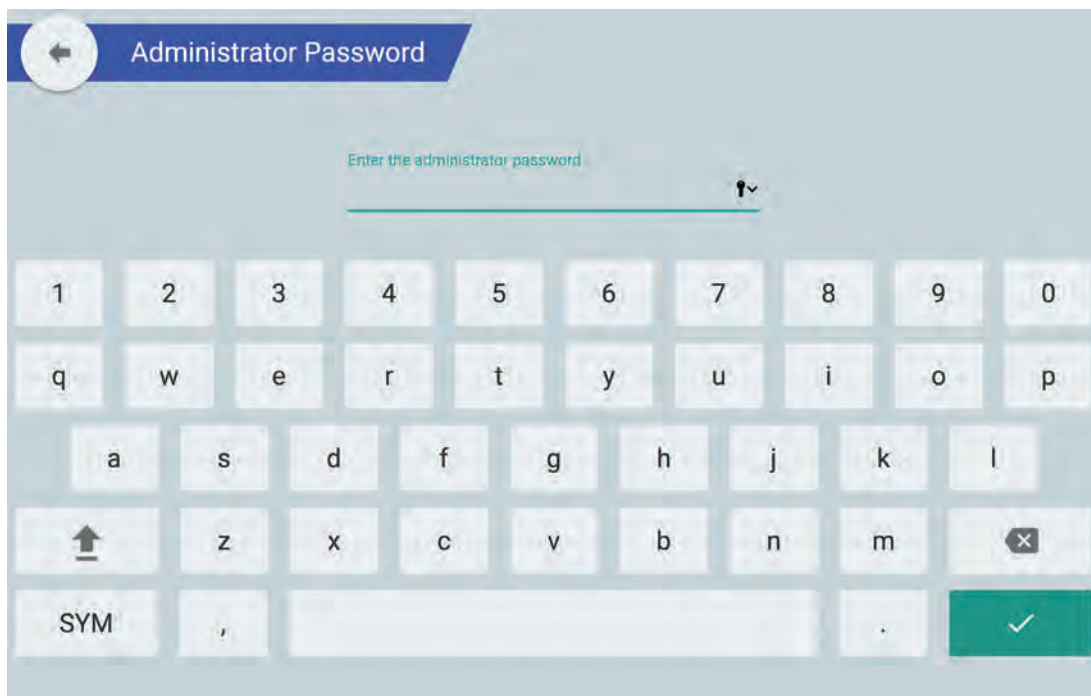 Administrator Password
Enter the administrator password
1 2 3 4 5 6 7 8 9 0
q w e r t y u i o p
a s d f g h j k l
z x c v b n m
SYM , .